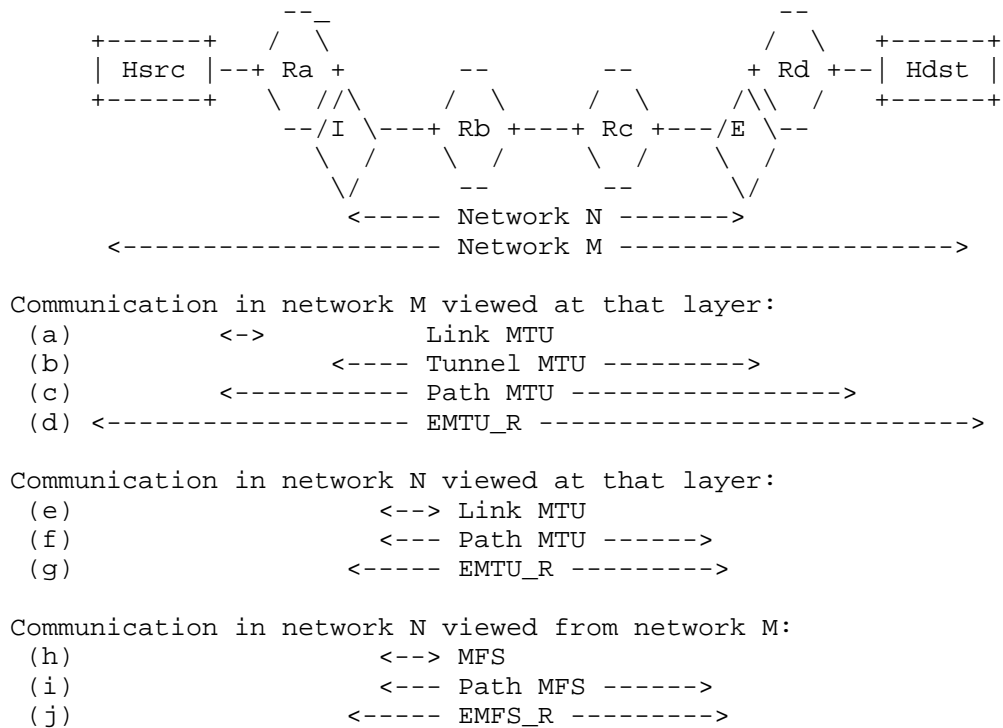 --_                                  --
    +------+    /  \                                 /  \    +------+
    | Hsrc |--+ Ra +          --        --        + Rd +--| Hdst |
    +------+    \  //\       /  \      /  \      /\\  /    +------+
                 --/I \---+ Rb +---+ Rc +---/E \--
                   \  /      \  /      \  /      \  /
                    \/        --        --        \/
                     <----- Network N ------->
      <-------------------- Network M --------------------->

Communication in network M viewed at that layer:
 (a)          <->          Link MTU
 (b)                 <---- Tunnel MTU --------->
 (c)          <----------- Path MTU ---------------->
 (d) <------------------- EMTU_R --------------------------->

Communication in network N viewed at that layer:
 (e)                    <--> Link MTU
 (f)                    <--- Path MTU ------>
 (g)                  <----- EMTU_R --------->

Communication in network N viewed from network M:
 (h)                    <--> MFS
 (i)                    <--- Path MFS ------>
 (j)                  <----- EMFS_R --------->